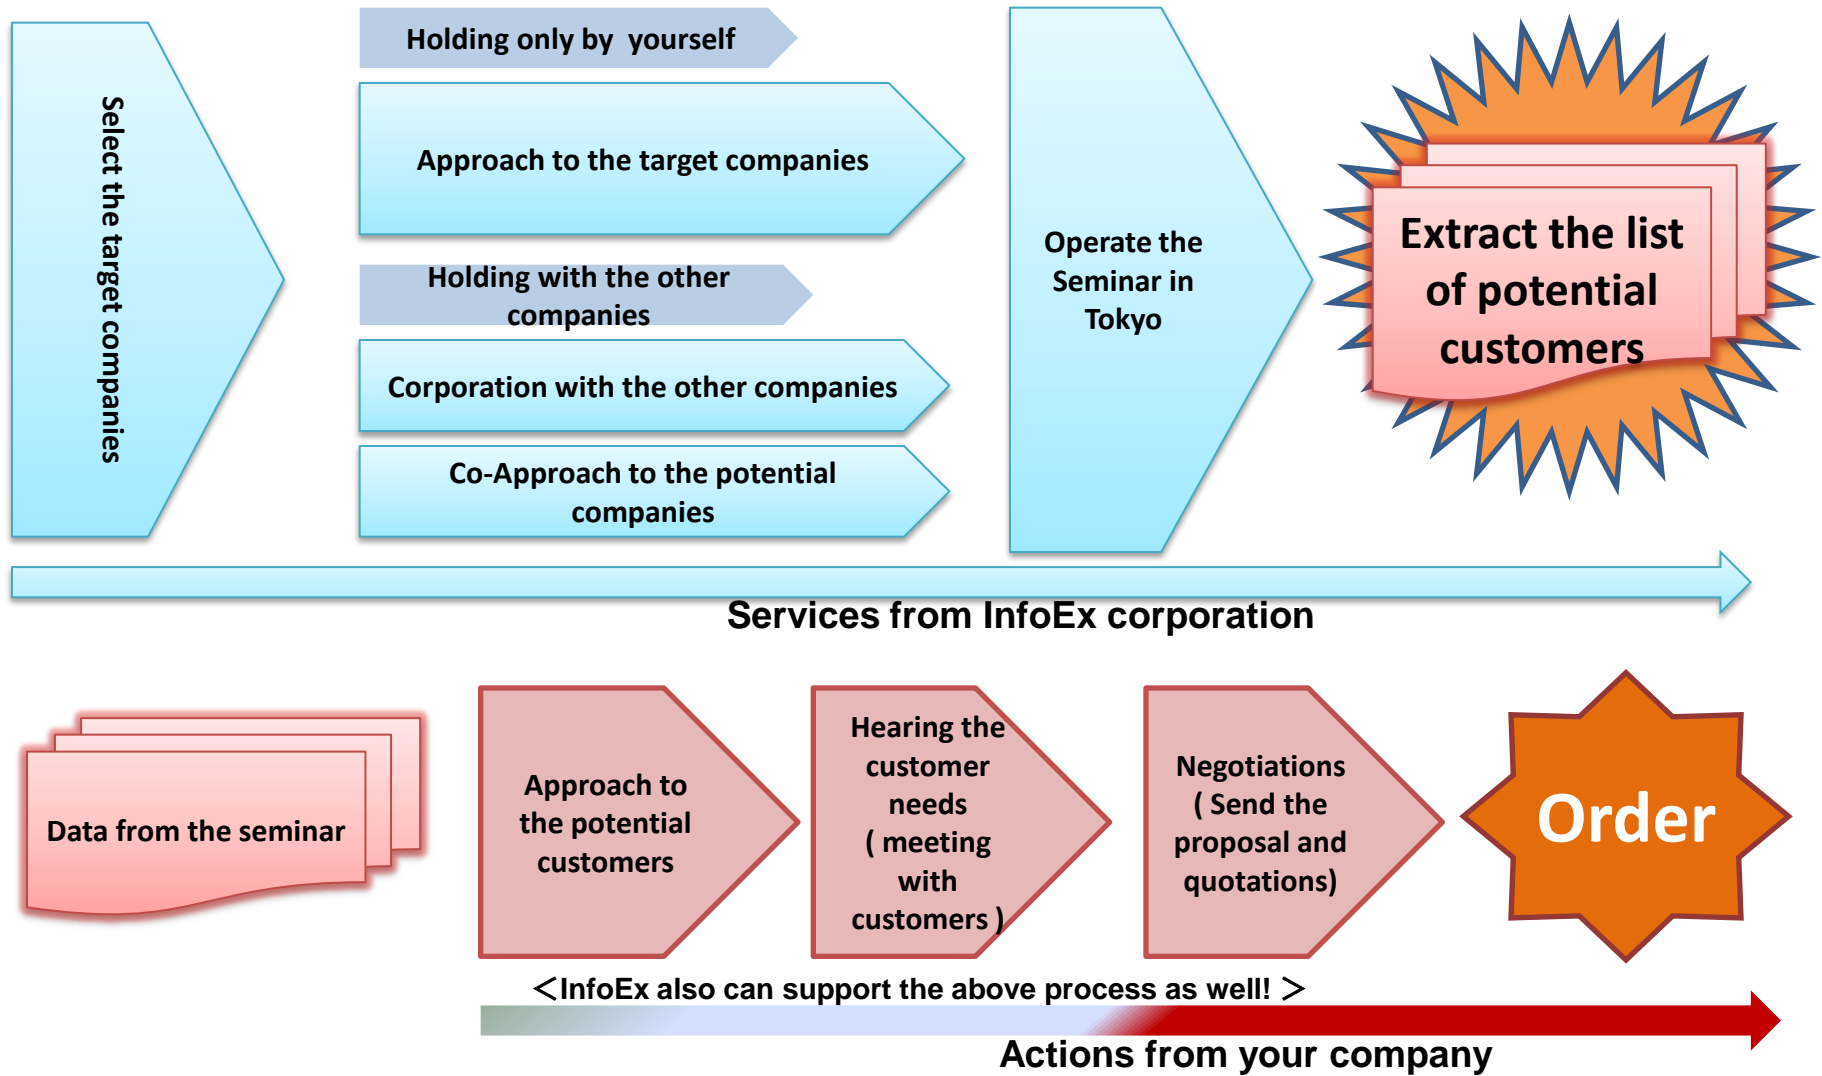 Select the target companies
Holding only by  yourself
Approach to the target companies
Holding with the other
companies
Corporation with the other companies
Co-Approach to the potential
companies
Operate the
Seminar in
Tokyo
Extract the list
of potential
customers
Services from InfoEx corporation
Data from the seminar
Approach to
the potential
customers
Hearing the
customer
needs
( meeting
with
customers )
Negotiations
( Send the
proposal and
quotations)
Order
＜InfoEx also can support the above process as well! ＞
Actions from your company